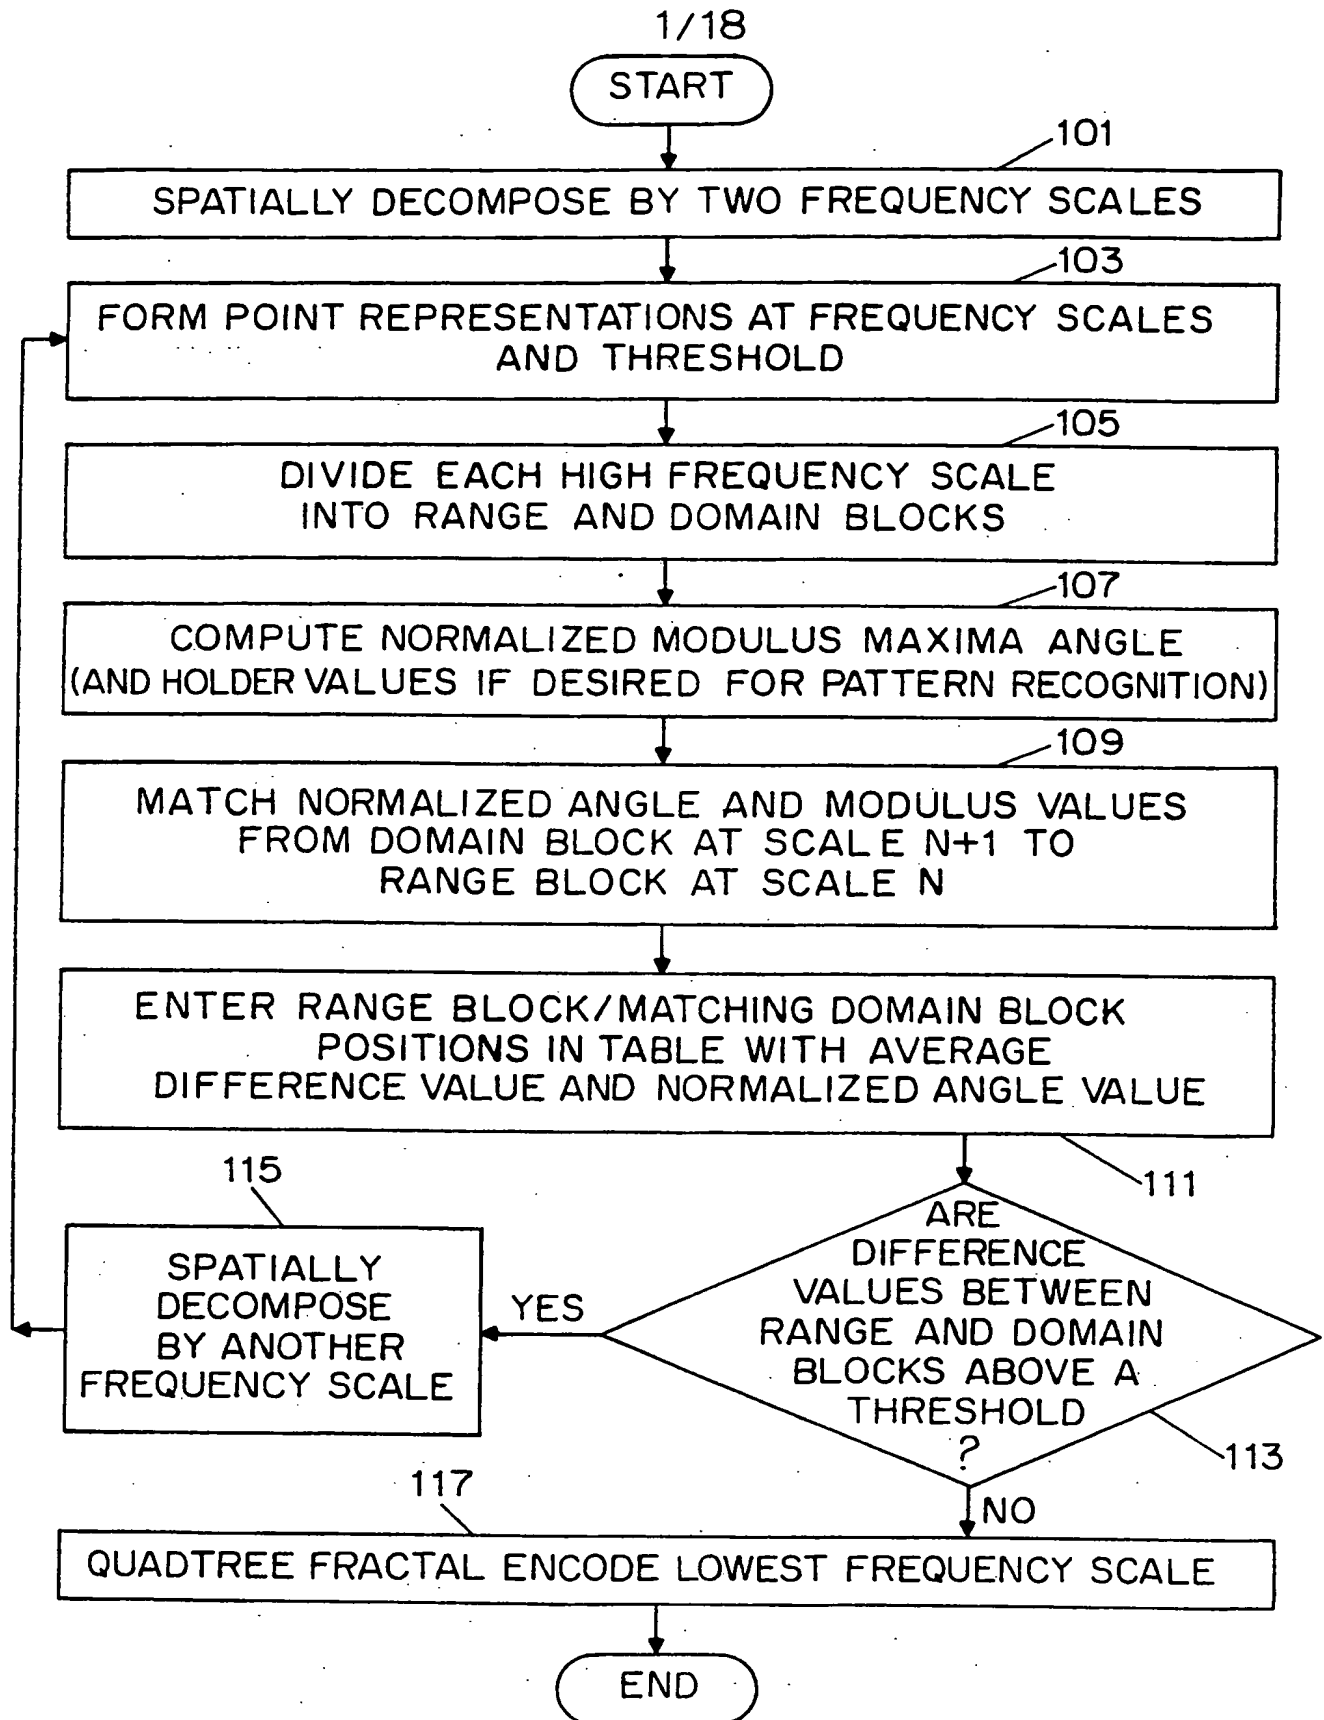 1/18
START
101
SPATIALLY DECOMPOSE BY TWO FREQUENCY SCALES
103
FORM POINT REPRESENTATIONS AT FREQUENCY SCALES
AND THRESHOLD
105
DIVIDE EACH HIGH FREQUENCY SCALE
INTO RANGE AND DOMAIN BLOCKS
107
COMPUTE NORMALIZED MODULUS MAXIMA ANGLE
(AND HOLDER VALUES IF DESIRED FOR PATTERN RECOGNITION)
109
MATCH NORMALIZED ANGLE AND MODULUS VALUES
FROM DOMAIN BLOCK AT SCALE N+1 TO
RANGE BLOCK AT SCALE N
ENTER RANGE BLOCK/MATCHING DOMAIN BLOCK
POSITIONS IN TABLE WITH AVERAGE
DIFFERENCE VALUE AND NORMALIZED ANGLE VALUE
111
ARE
DIFFERENCE
VALUES BETWEEN
RANGE AND DOMAIN
BLOCKS ABOVE A
THRESHOLD
?
113
YES
115
SPATIALLY
DECOMPOSE
BY ANOTHER
FREQUENCY SCALE
NO
117
QUADTREE FRACTAL ENCODE LOWEST FREQUENCY SCALE
END